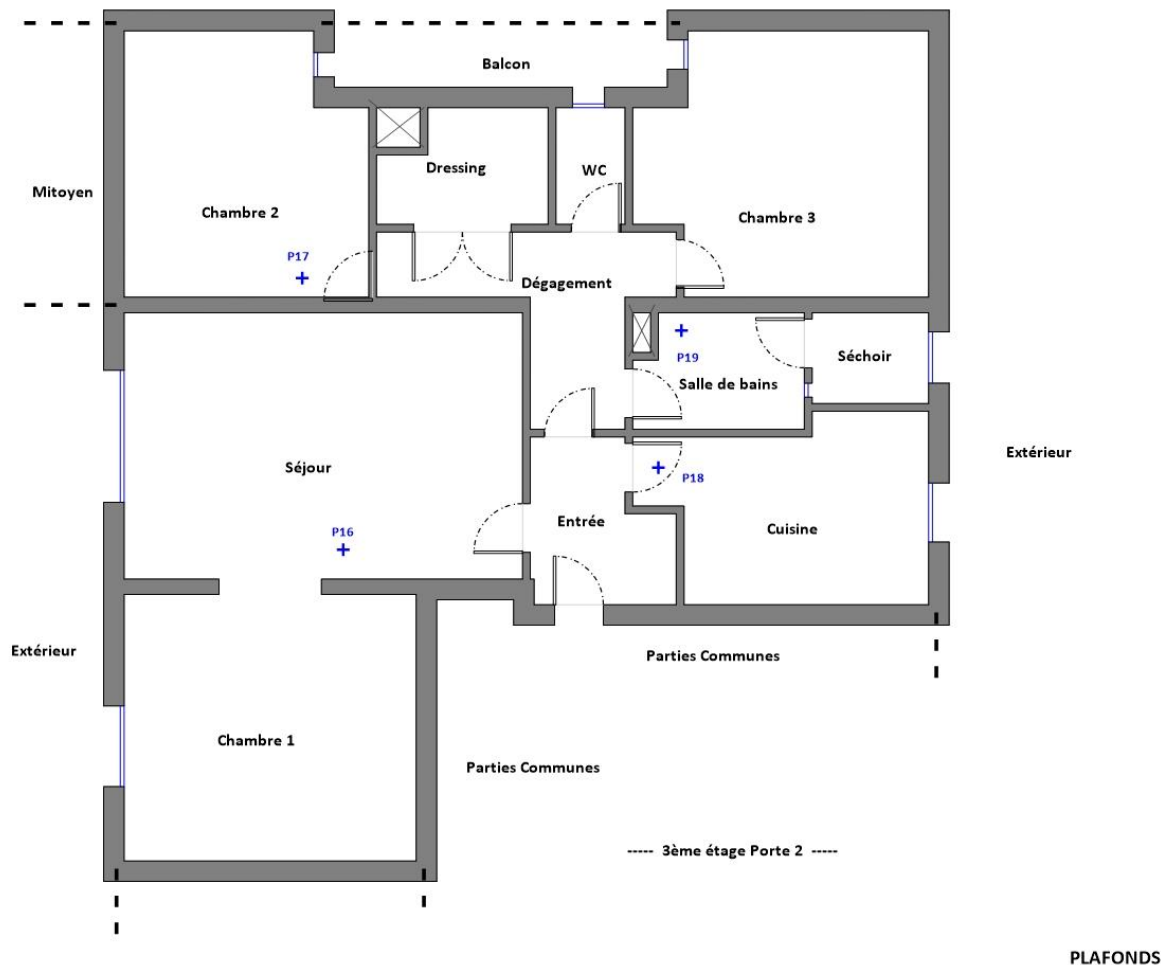 Balcon
Dressing
WC
Mitoyen
Chambre 2
Chambre 3
P17
Dégagement
P19
Séchoir
Salle de bains
Extérieur
Séjour
P18
Entrée
Cuisine
P16
Extérieur
Parties Communes
Chambre 1
Parties Communes
----- 3ème étage Porte 2 -----
PLAFONDS